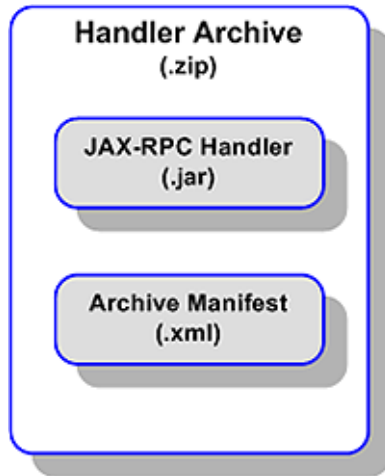 Handler Archive
(.zip)
JAX-RPC Handler
(.jar)
Archive Manifest
(.xml)